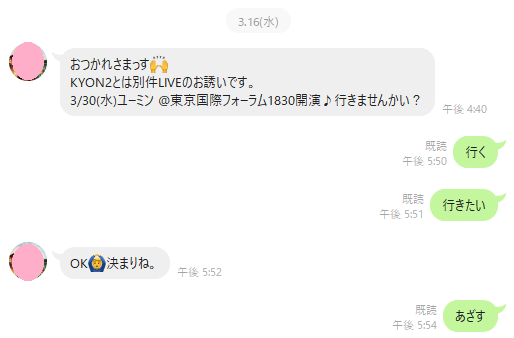 3.16(水)
おつかれさまっす🙌
KYON2とは別件LIVEのお誘いです。
3/30(水)ユーミン @東京国際フォーラム1830開演♪行きませんかい？
午後 4:40
既読
午後 5:50
行く
既読
午後 5:51
行きたい
OK🙆‍♂️決まりね。
午後 5:52
既読
午後 5:54
あざす